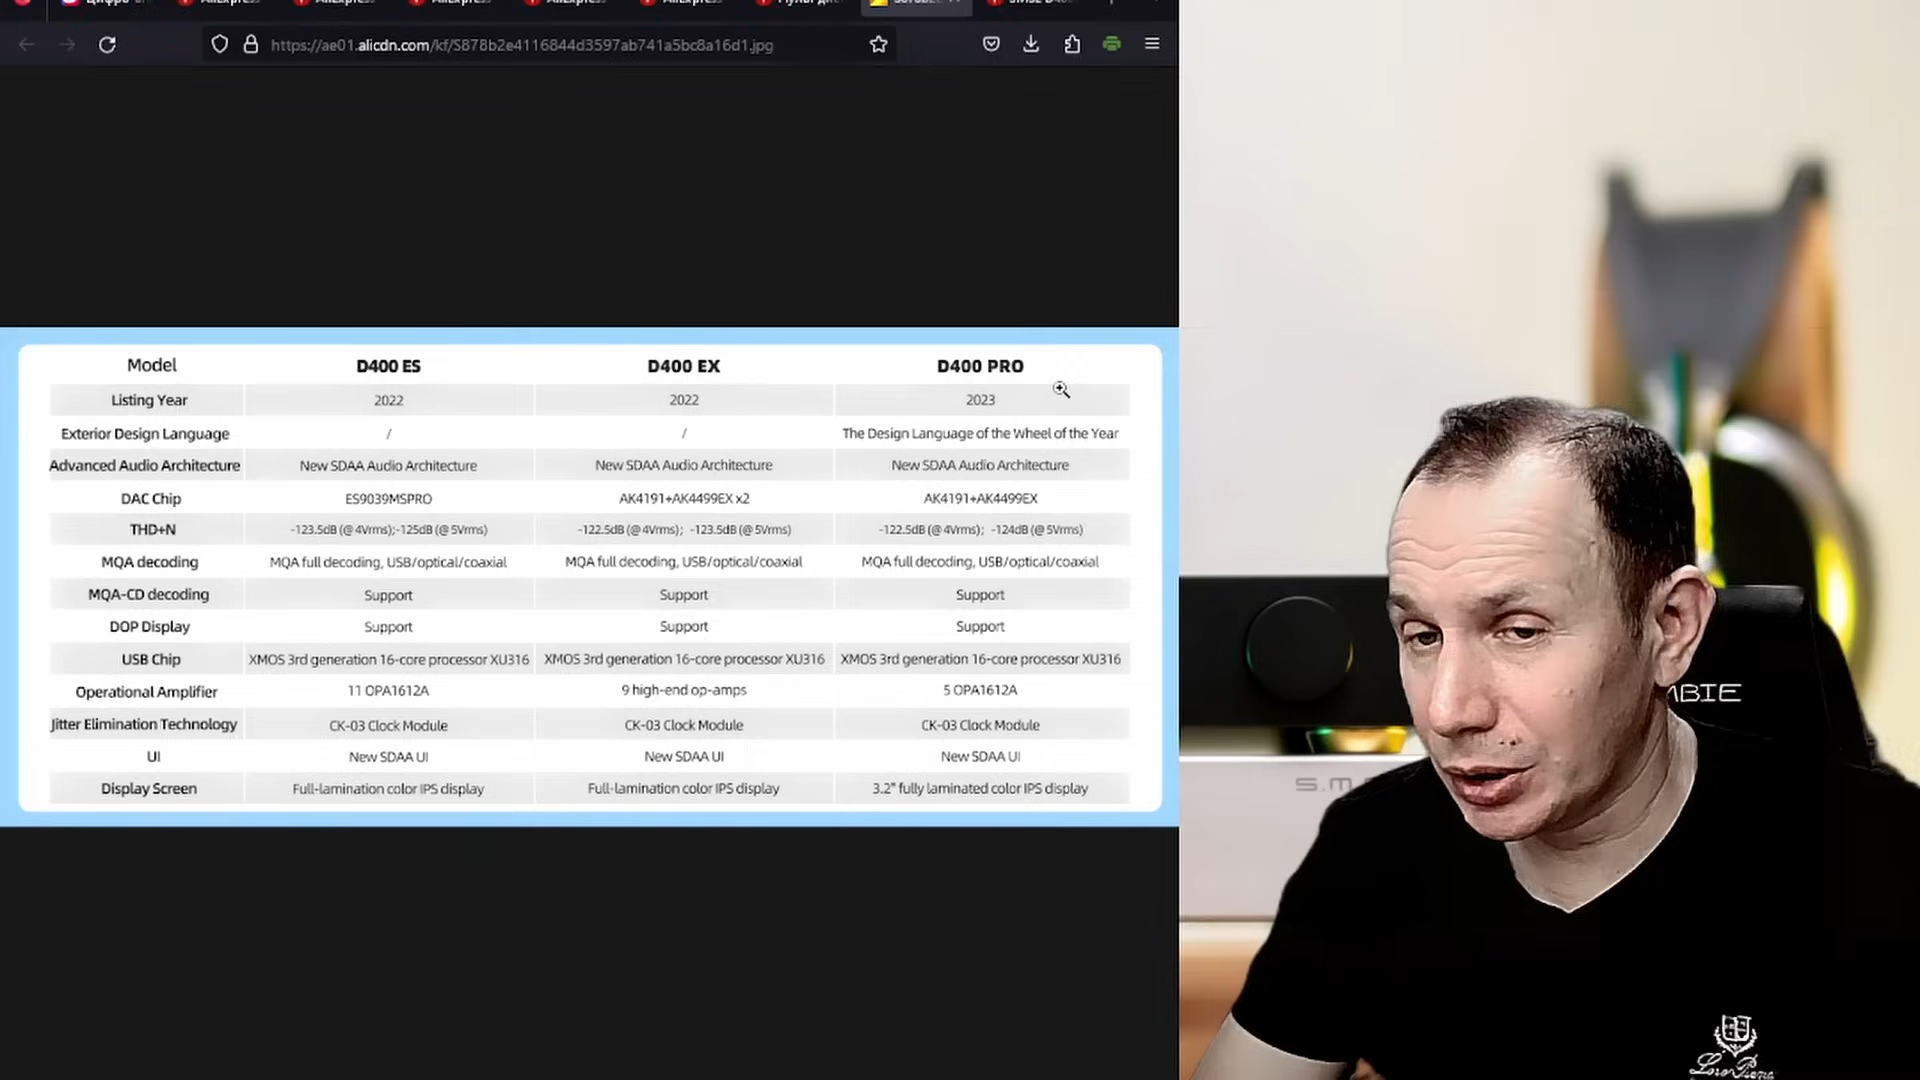 https://ae01.alicdn.com/kf/S878b2e4116844d3597ab741a5bc8a16d1.jpg
Model D400 ES D400 EX D400 PRO
Listing Year 2022 2022 2023
Exterior Design Language / / The Design Language of the Wheel of the Year
Advanced Audio Architecture New SDAA Audio Architecture New SDAA Audio Architecture New SDAA Audio Architecture
DAC Chip ES9039MSPRO AK4191+AK4499EX x2 AK4191+AK4499EX
THD+N -123.5dB (@ 4Vrms);-125dB (@ 5Vrms) -122.5dB (@ 4Vrms); -123.5dB (@ 5Vrms) -122.5dB (@ 4Vrms); -124dB (@ 5Vrms)
MQA decoding MQA full decoding, USB/optical/coaxial MQA full decoding, USB/optical/coaxial MQA full decoding, USB/optical/coaxial
MQA-CD decoding Support Support Support
DOP Display Support Support Support
USB Chip XMOS 3rd generation 16-core processor XU316 XMOS 3rd generation 16-core processor XU316 XMOS 3rd generation 16-core processor XU316
Operational Amplifier 11 OPA1612A 9 high-end op-amps 5 OPA1612A
Jitter Elimination Technology CK-03 Clock Module CK-03 Clock Module CK-03 Clock Module
UI New SDAA UI New SDAA UI New SDAA UI
Display Screen Full-lamination color IPS display Full-lamination color IPS display 3.2" fully laminated color IPS display
MBIE
S.M
Loro Piana